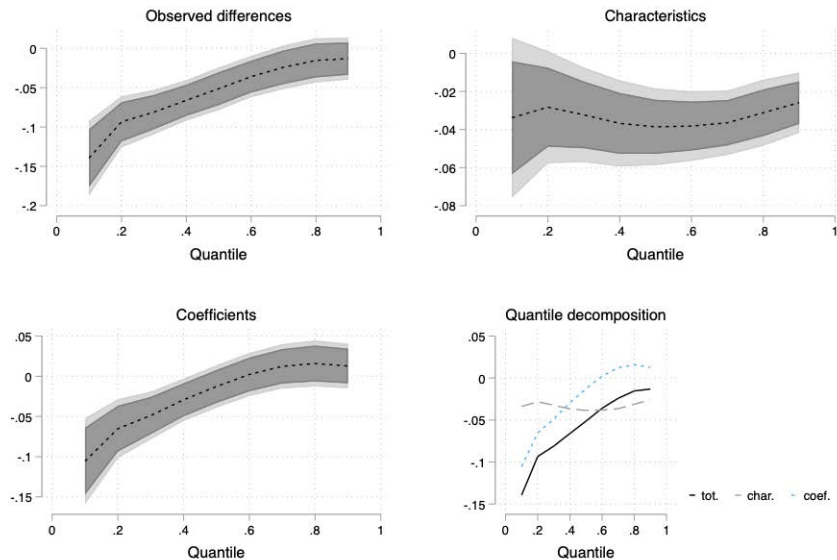 Observed differences
0
-.05
-.1
-.15
-.2
0 .2 .4 .6 .8 1
Quantile
Characteristics
0
-.02
-.04
-.06
-.08
0 .2 .4 .6 .8 1
Quantile
Coefficients
.05
0
-.05
-.1
-.15
0 .2 .4 .6 .8 1
Quantile
Quantile decomposition
.05
0
-.05
-.1
-.15
0 .2 .4 .6 .8 1
Quantile
tot. char. coef.